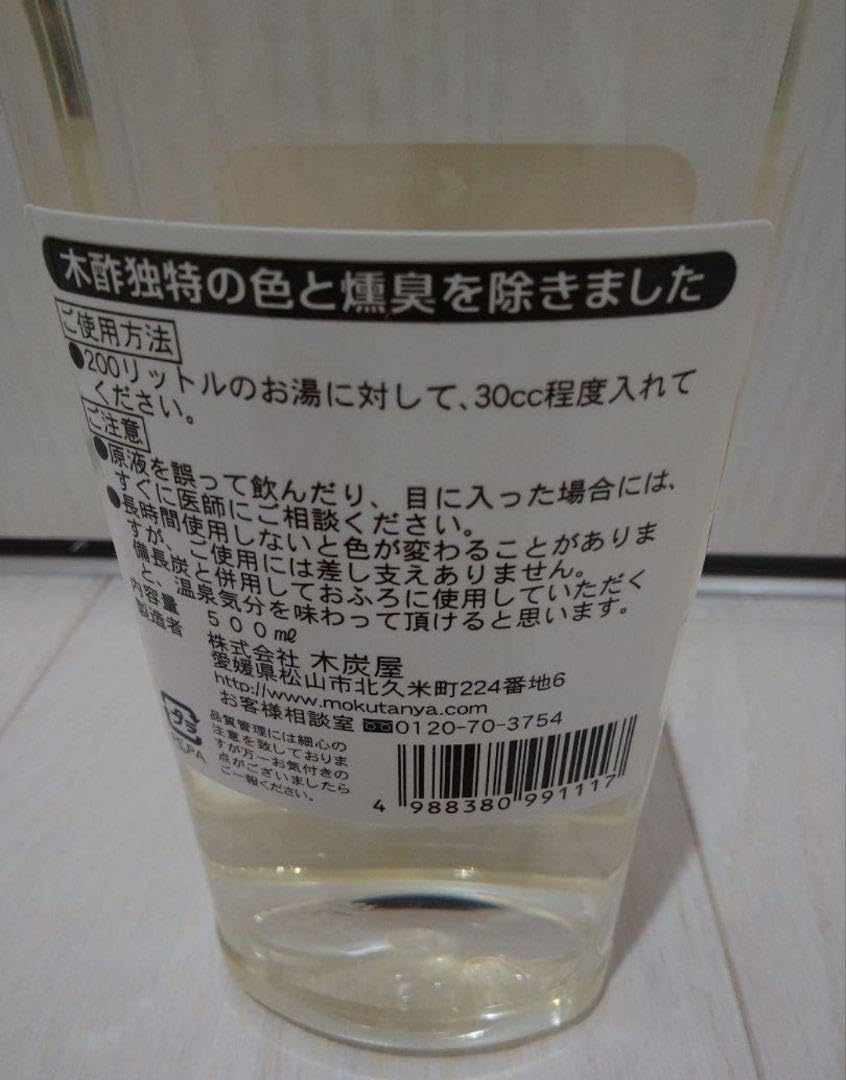 木酢独特の色と燻臭を除きました
ご使用方法
●200リットルのお湯に対して、30cc程度入れて
ください。
ご注意
●原液を誤って飲んだり、目に入った場合には、
すぐに医師にご相談ください。
●長時間使用しないと色が変わることがありま
すが、ご使用には差し支えありません。
備長炭と併用しておふろに使用していただく
と、温泉気分を味わって頂けると思います。
内容量 500㎖
製造者 株式会社 木炭屋
愛媛県松山市北久米町224番地6
http://www.mokutanya.com
お客様相談室 0120-70-3754
プラ
PE,PA
品質管理には細心の
注意を致しておりま
すが万一お気付きの
点がございましたら
ご一報ください。
4 988380 991117